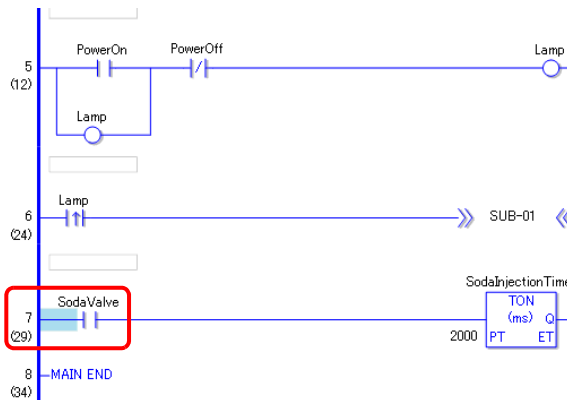 PowerOn PowerOff Lamp
5
(12)
Lamp
Lamp
6 SUB-01
(24)
SodaInjectionTime
SodaValve TON
7 (ms) Q
(29) 2000 PT ET
8 MAIN END
(34)